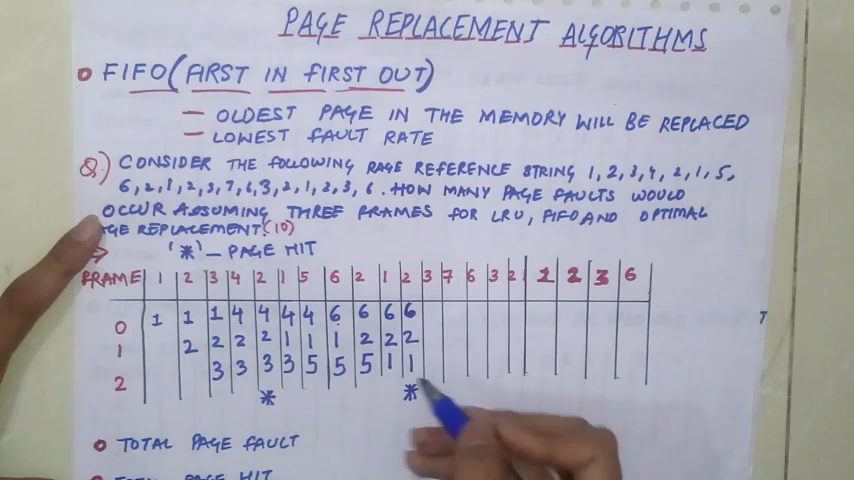 PAGE REPLACEMENT ALGORITHMS
FIFO (FIRST IN FIRST OUT)
— OLDEST PAGE IN THE MEMORY WILL BE REPLACED
— LOWEST FAULT RATE
Q) CONSIDER THE FOLLOWING PAGE REFERENCE STRING 1, 2, 3, 4, 2, 1, 5,
6, 2, 1, 2, 3, 7, 6, 3, 2, 1, 2, 3, 6 . HOW MANY PAGE FAULTS WOULD
OCCUR ASSUMING THREE FRAMES FOR LRU, FIFO AND OPTIMAL
AGE REPLACEMENT. (10)
⇒ '*' – PAGE HIT
FRAME 1 2 3 4 2 1 5 6 2 1 2 3 7 6 3 2 1 2 3 6
0 1 1 1 4 4 4 4 6 6 6 6
1 2 2 2 2 1 1 1 2 2 2
2 3 3 3 3 5 5 5 1 1
* *
TOTAL PAGE FAULT
TOTAL PAGE HIT